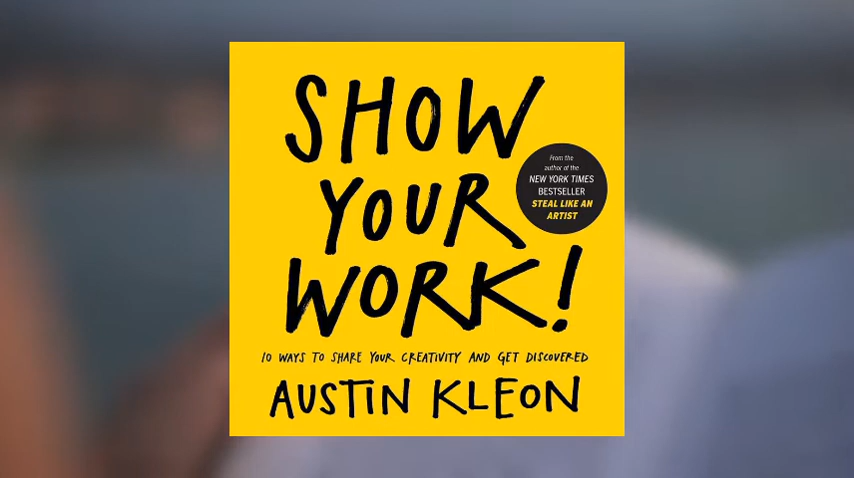 SHOW
YOUR
WORK!
From the
author of the
NEW YORK TIMES
BESTSELLER
STEAL LIKE AN
ARTIST
10 WAYS TO SHARE YOUR CREATIVITY AND GET DISCOVERED
AUSTIN KLEON